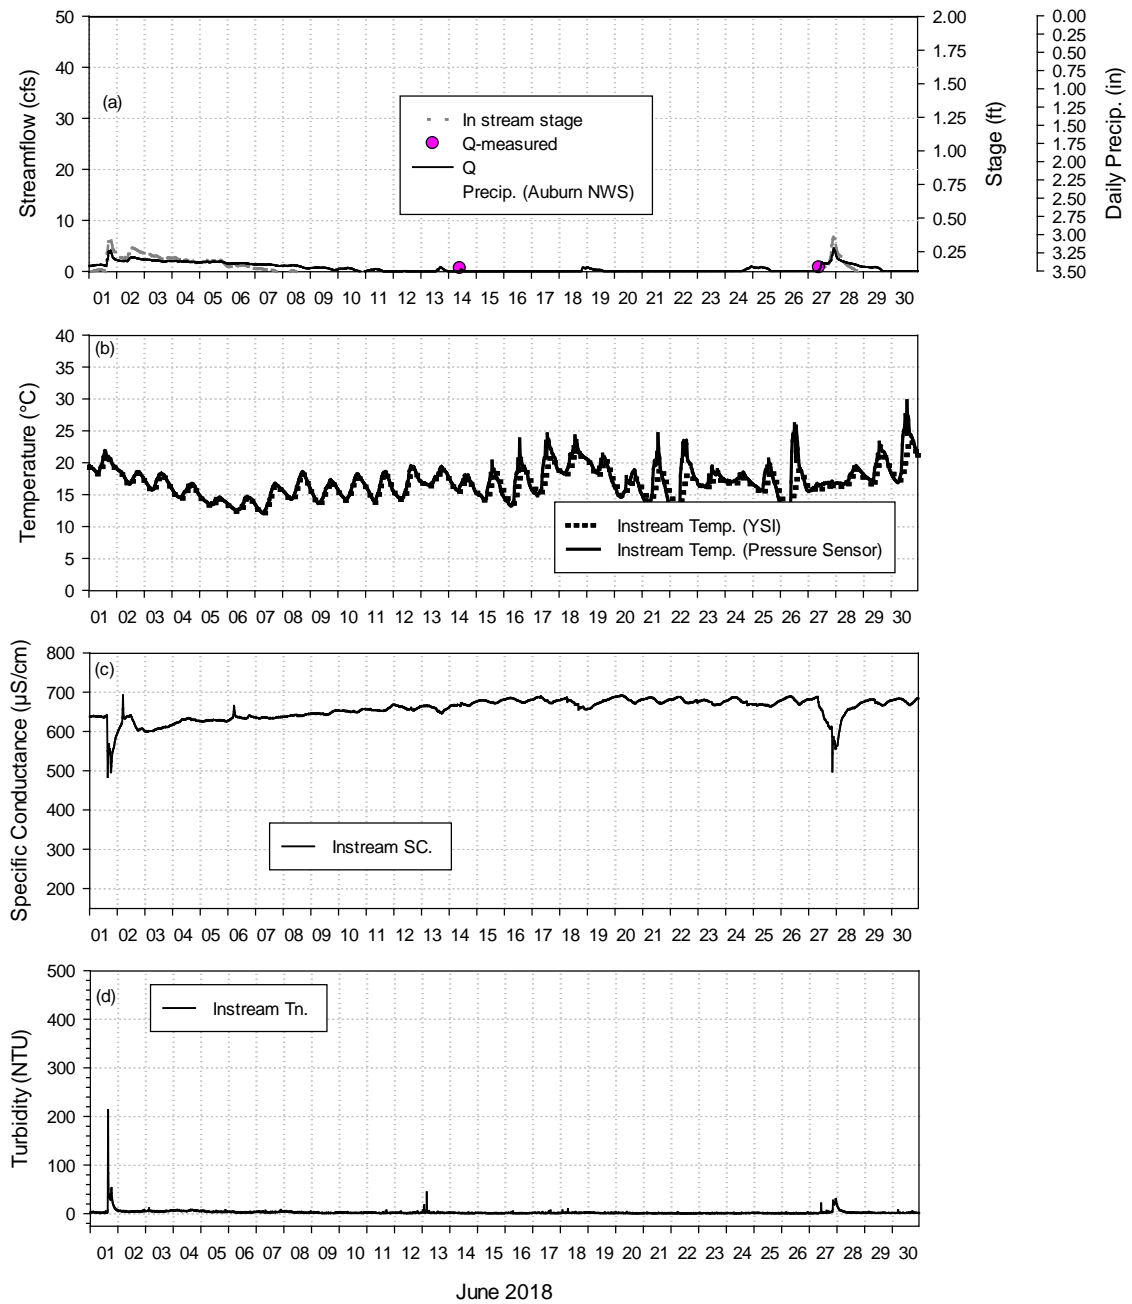 50
40
30
20
10
0
Streamflow (cfs)
(a)
In stream stage
Q-measured
Q
Precip. (Auburn NWS)
2.00
1.75
1.50
1.25
1.00
0.75
0.50
0.25
Stage (ft)
0.00
0.25
0.50
0.75
1.00
1.25
1.50
1.75
2.00
2.25
2.50
2.75
3.00
3.25
3.50
Daily Precip. (in)
01 02 03 04 05 06 07 08 09 10 11 12 13 14 15 16 17 18 19 20 21 22 23 24 25 26 27 28 29 30
40
35
30
25
20
15
10
5
0
Temperature (°C)
(b)
Instream Temp. (YSI)
Instream Temp. (Pressure Sensor)
01 02 03 04 05 06 07 08 09 10 11 12 13 14 15 16 17 18 19 20 21 22 23 24 25 26 27 28 29 30
800
700
600
500
400
300
200
Specific Conductance (µS/cm)
(c)
Instream SC.
01 02 03 04 05 06 07 08 09 10 11 12 13 14 15 16 17 18 19 20 21 22 23 24 25 26 27 28 29 30
500
400
300
200
100
0
Turbidity (NTU)
(d)
Instream Tn.
01 02 03 04 05 06 07 08 09 10 11 12 13 14 15 16 17 18 19 20 21 22 23 24 25 26 27 28 29 30
June 2018